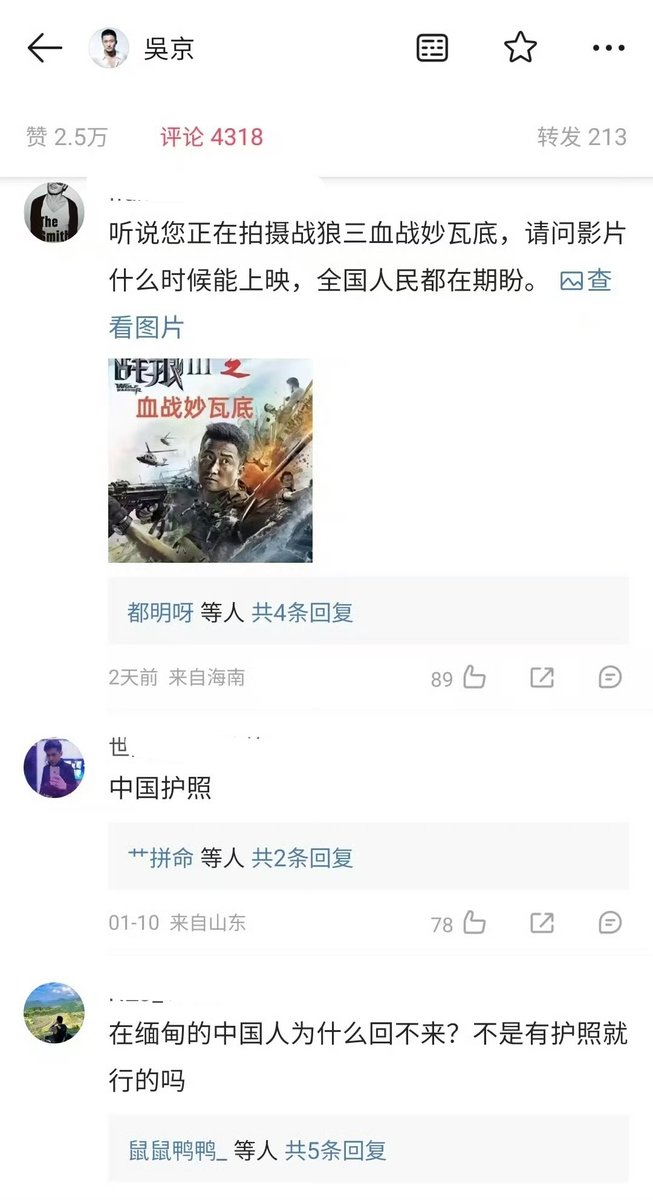 吳京
赞 2.5万
评论 4318
转发 213
The
听说您正在拍摄战狼三血战妙瓦底，请问影片
什么时候能上映，全国人民都在期盼。 查
看图片
战狼III之
血战妙瓦底
都明呀 等人 共4条回复
2天前 来自海南
89
世
中国护照
艹拼命 等人 共2条回复
01-10 来自山东
78
在缅甸的中国人为什么回不来？不是有护照就
行的吗
鼠鼠鸭鸭_ 等人 共5条回复